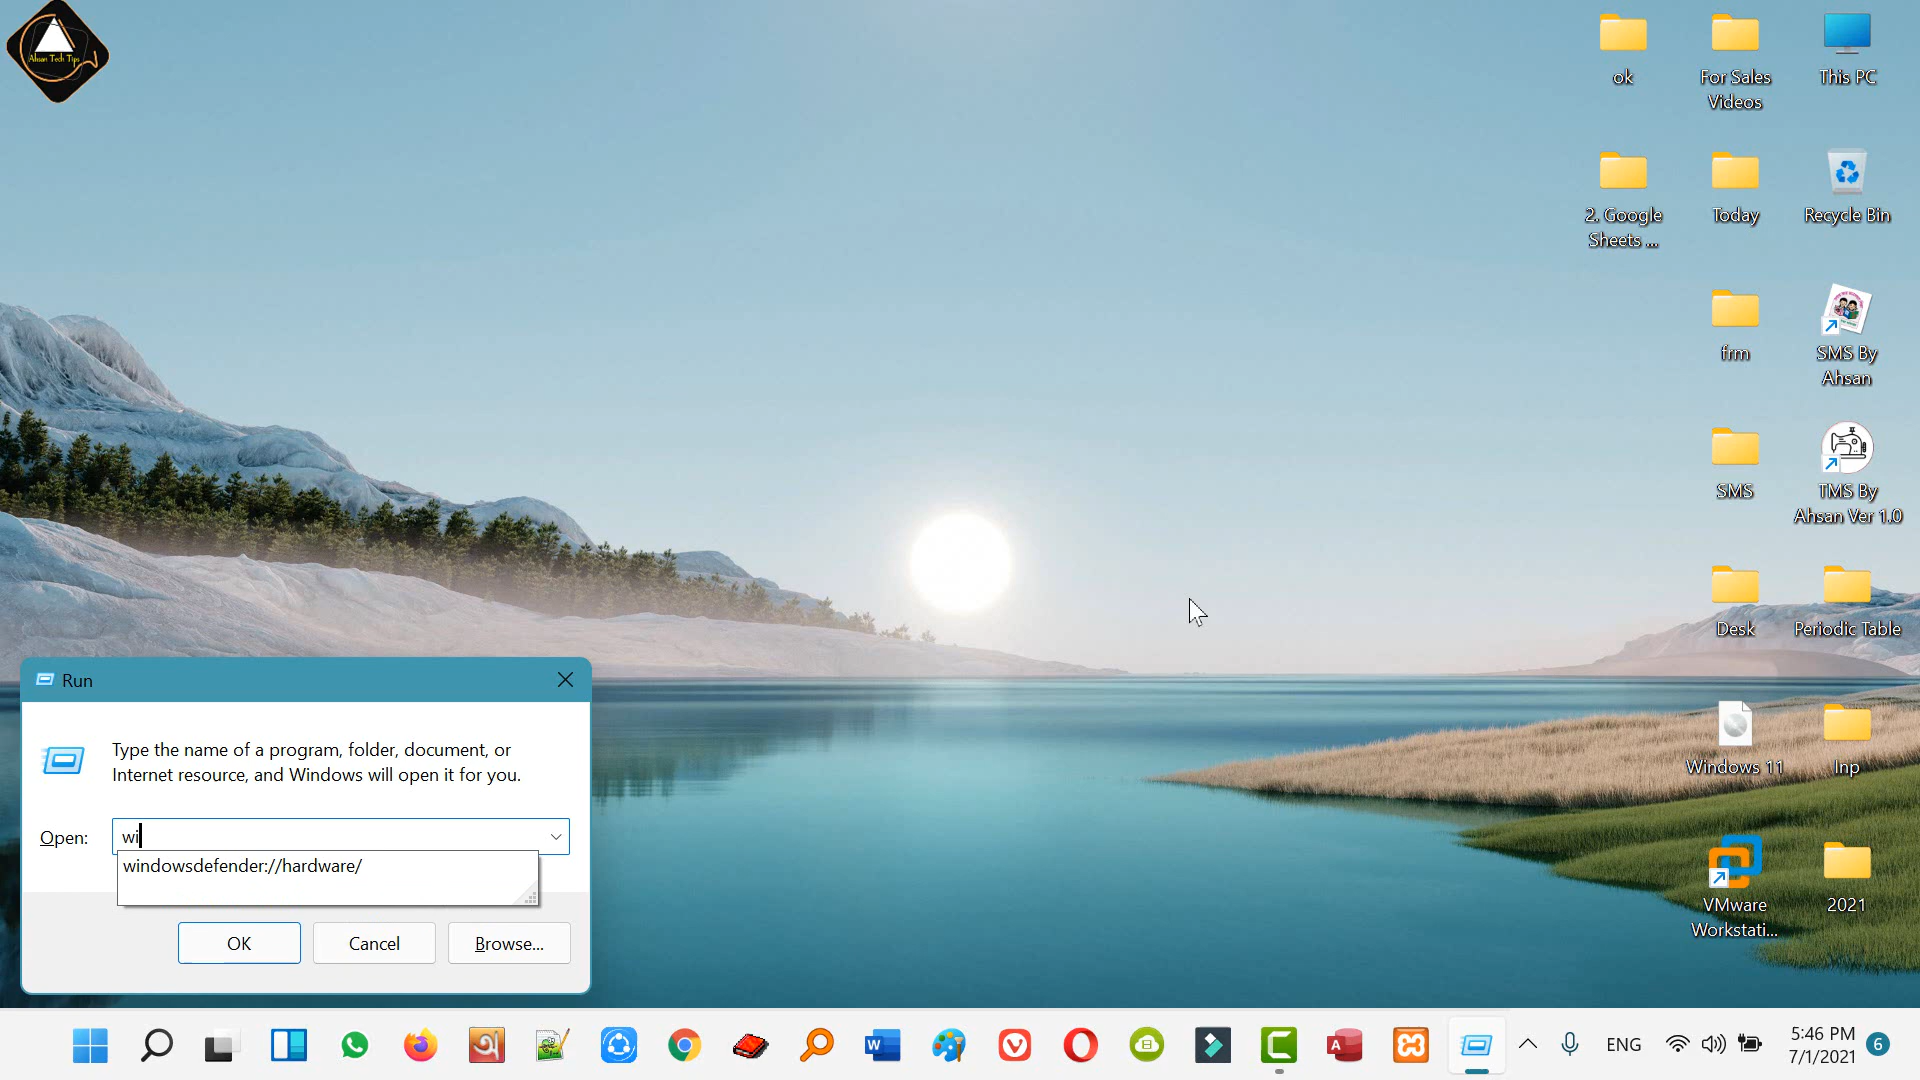 Ahsan Tech Tips
ok
For Sales
Videos
This PC
2. Google
Sheets ...
Today
Recycle Bin
frm
SMS By
Ahsan
SMS
TMS By
Ahsan Ver 1.0
Desk
Periodic Table
Windows 11
Inp
VMware
Workstati...
2021
Run
Type the name of a program, folder, document, or
Internet resource, and Windows will open it for you.
Open:
wi
windowsdefender://hardware/
OK
Cancel
Browse...
অ
W
A
ENG
5:46 PM
7/1/2021
6